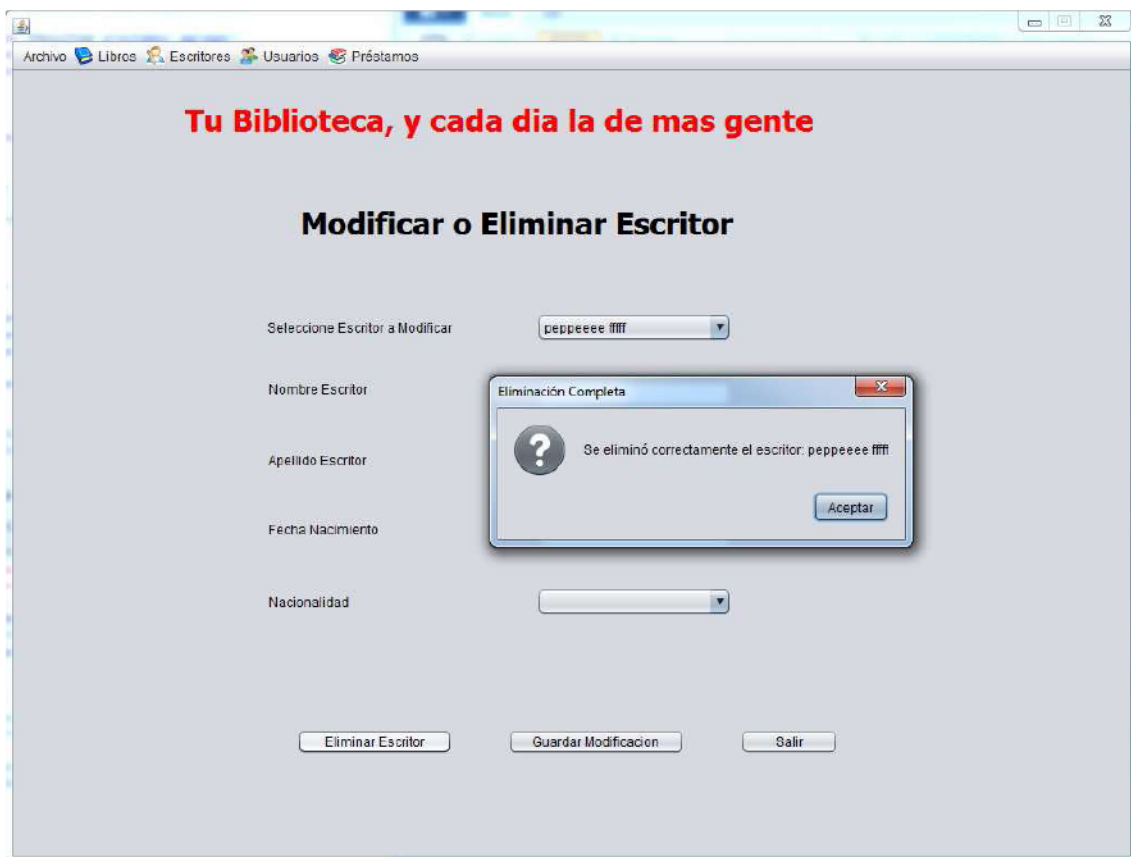 Archivo Libros Escritores Usuarios Préstamos
Tu Biblioteca, y cada dia la de mas gente
Modificar o Eliminar Escritor
Seleccione Escritor a Modificar peppeeee fffff
Nombre Escritor
Eliminación Completa
Se eliminó correctamente el escritor: peppeeee fffff
Apellido Escritor
Aceptar
Fecha Nacimiento
Nacionalidad
Eliminar Escritor Guardar Modificacion Salir